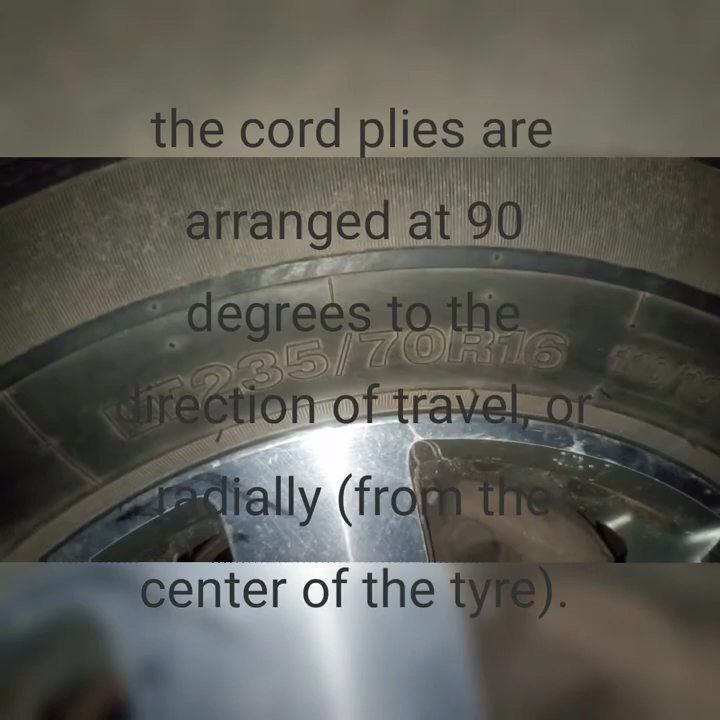 the cord plies are
arranged at 90
degrees to the
LT235/70R16
direction of travel, or
radially (from the
center of the tyre).